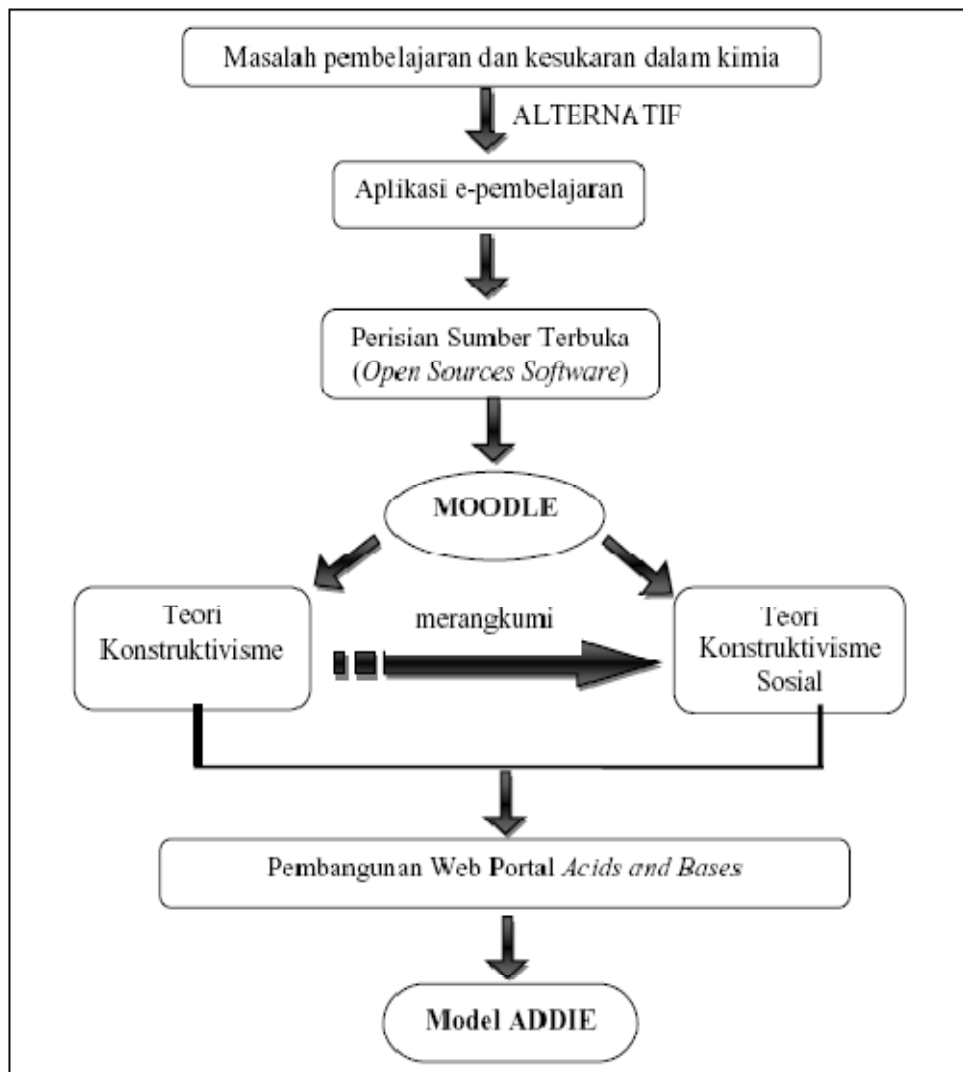 Masalah pembelajaran dan kesukaran dalam kimia
ALTERNATIF
Aplikasi e-pembelajaran
Perisian Sumber Terbuka
(Open Sources Software)
MOODLE
Teori
Konstruktivisme
merangkumi
Teori
Konstruktivisme
Sosial
Pembangunan Web Portal Acids and Bases
Model ADDIE